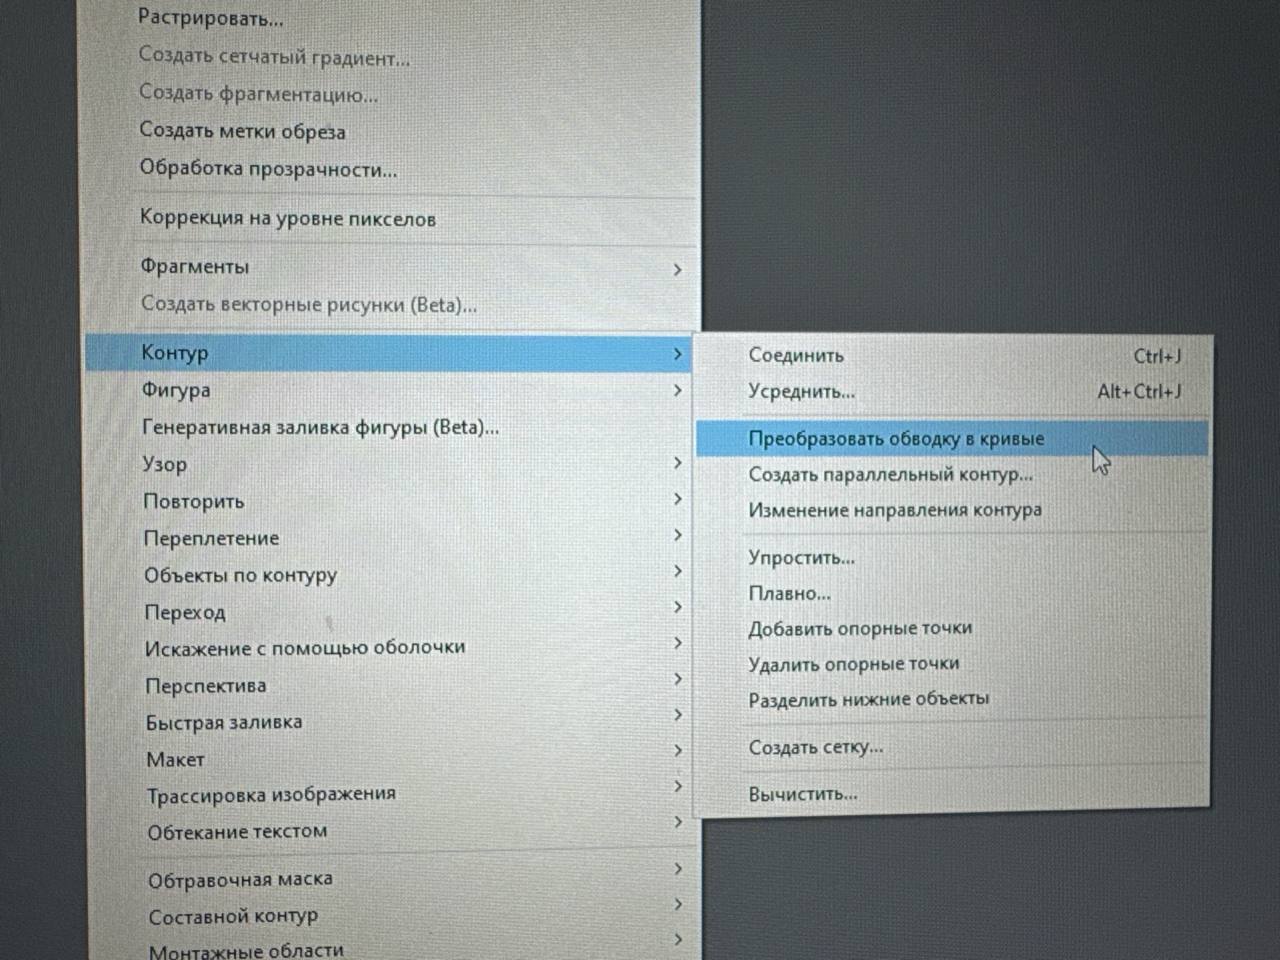 Растрировать...
Создать сетчатый градиент...
Создать фрагментацию...
Создать метки обреза
Обработка прозрачности...
Коррекция на уровне пикселов
Фрагменты
Создать векторные рисунки (Beta)...
Контур
Фигура
Генеративная заливка фигуры (Beta)...
Узор
Повторить
Переплетение
Объекты по контуру
Переход
Искажение с помощью оболочки
Перспектива
Быстрая заливка
Макет
Трассировка изображения
Обтекание текстом
Обтравочная маска
Составной контур
Монтажные области
Соединить Ctrl+J
Усреднить... Alt+Ctrl+J
Преобразовать обводку в кривые
Создать параллельный контур...
Изменение направления контура
Упростить...
Плавно...
Добавить опорные точки
Удалить опорные точки
Разделить нижние объекты
Создать сетку...
Вычистить...